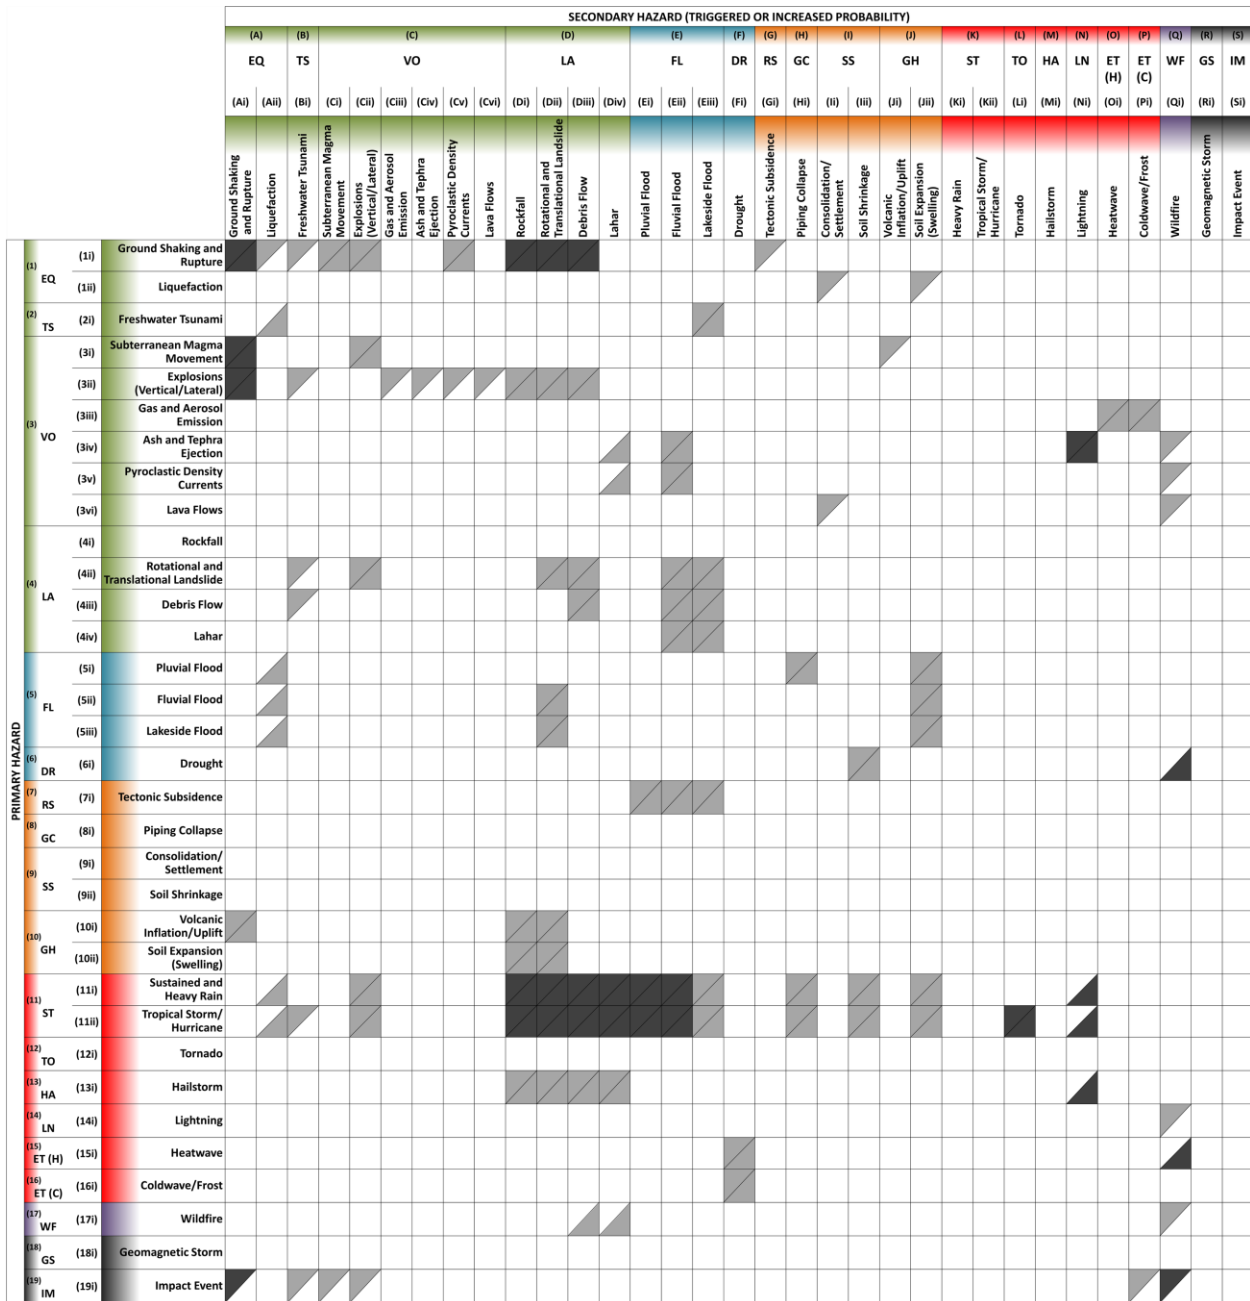 SECONDARY HAZARD (TRIGGERED OR INCREASED PROBABILITY)
(A) (B) (C) (D) (E) (F) (G) (H) (I) (J) (K) (L) (M) (N) (O) (P) (Q) (R) (S)
EQ TS VO LA FL DR RS GC SS GH ST TO HA LN ET (H) ET (C) WF GS IM
(Ai) (Aii) (Bi) (Ci) (Cii) (Ciii) (Civ) (Cv) (Cvi) (Di) (Dii) (Diii) (Div) (Ei) (Eii) (Eiii) (Fi) (Gi) (Hi) (Ii) (Iii) (Ji) (Jii) (Ki) (Kii) (Li) (Mi) (Ni) (Oi) (Pi) (Qi) (Ri) (Si)
Ground Shaking
and Rupture
Liquefaction
Freshwater Tsunami
Subterranean Magma
Movement
Explosions
(Vertical/Lateral)
Gas and Aerosol
Emission
Ash and Tephra
Ejection
Pyroclastic Density
Currents
Lava Flows
Rockfall
Rotational and
Translational Landslide
Debris Flow
Lahar
Pluvial Flood
Fluvial Flood
Lakeside Flood
Drought
Tectonic Subsidence
Piping Collapse
Consolidation/
Settlement
Soil Shrinkage
Volcanic
Inflation/Uplift
Soil Expansion
(Swelling)
Heavy Rain
Tropical Storm/
Hurricane
Tornado
Hailstorm
Lightning
Heatwave
Coldwave/Frost
Wildfire
Geomagnetic Storm
Impact Event
PRIMARY HAZARD
(1) EQ
(1i) Ground Shaking and
Rupture
(1ii) Liquefaction
(2) TS
(2i) Freshwater Tsunami
(3) VO
(3i) Subterranean Magma
Movement
(3ii) Explosions
(Vertical/Lateral)
(3iii) Gas and Aerosol
Emission
(3iv) Ash and Tephra
Ejection
(3v) Pyroclastic Density
Currents
(3vi) Lava Flows
(4) LA
(4i) Rockfall
(4ii) Rotational and
Translational Landslide
(4iii) Debris Flow
(4iv) Lahar
(5) FL
(5i) Pluvial Flood
(5ii) Fluvial Flood
(5iii) Lakeside Flood
(6) DR
(6i) Drought
(7) RS
(7i) Tectonic Subsidence
(8) GC
(8i) Piping Collapse
(9) SS
(9i) Consolidation/
Settlement
(9ii) Soil Shrinkage
(10) GH
(10i) Volcanic
Inflation/Uplift
(10ii) Soil Expansion
(Swelling)
(11) ST
(11i) Sustained and
Heavy Rain
(11ii) Tropical Storm/
Hurricane
(12) TO
(12i) Tornado
(13) HA
(13i) Hailstorm
(14) LN
(14i) Lightning
(15) ET (H)
(15i) Heatwave
(16) ET (C)
(16i) Coldwave/Frost
(17) WF
(17i) Wildfire
(18) GS
(18i) Geomagnetic Storm
(19) IM
(19i) Impact Event